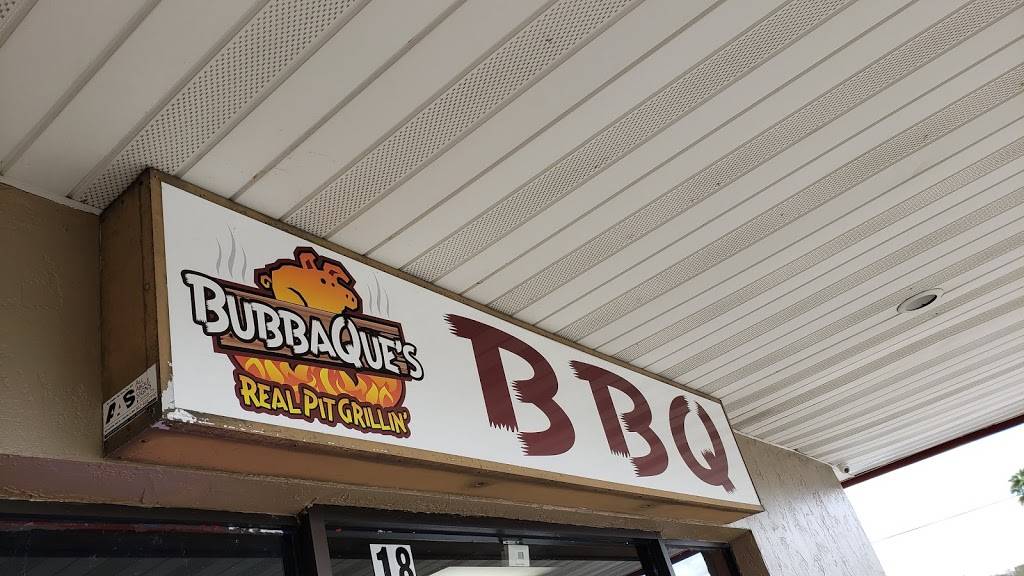 BUBBAQUE'S
REAL PIT GRILLIN'
BBQ
18